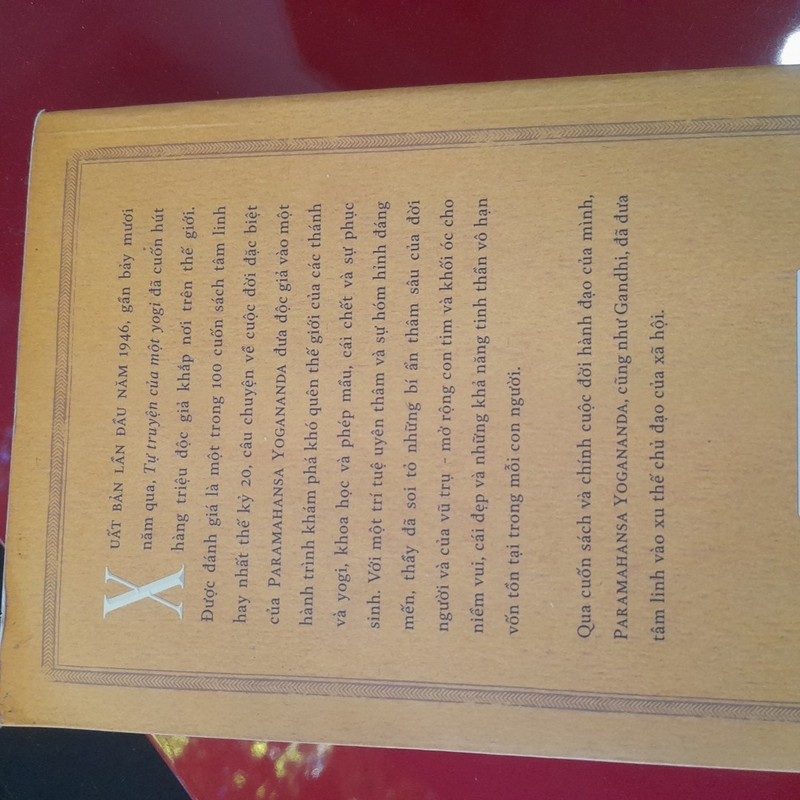 XUẤT BẢN LẦN ĐẦU NĂM 1946, gần bảy mươi
năm qua, Tự truyện của một yogi đã cuốn hút
hàng triệu độc giả khắp nơi trên thế giới.
Được đánh giá là một trong 100 cuốn sách tâm linh
hay nhất thế kỷ 20, câu chuyện về cuộc đời đặc biệt
của PARAMAHANSA YOGANANDA đưa độc giả vào một
hành trình khám phá khó quên thế giới của các thánh
và yogi, khoa học và phép mầu, cái chết và sự phục
sinh. Với một trí tuệ uyên thâm và sự hóm hỉnh đáng
mến, thầy đã soi tỏ những bí ẩn thâm sâu của đời
người và của vũ trụ - mở rộng con tim và khối óc cho
niềm vui, cái đẹp và những khả năng tinh thần vô hạn
vốn tồn tại trong mỗi con người.
Qua cuốn sách và chính cuộc đời hành đạo của mình,
PARAMAHANSA YOGANANDA, cũng như Gandhi, đã đưa
tâm linh vào xu thế chủ đạo của xã hội.